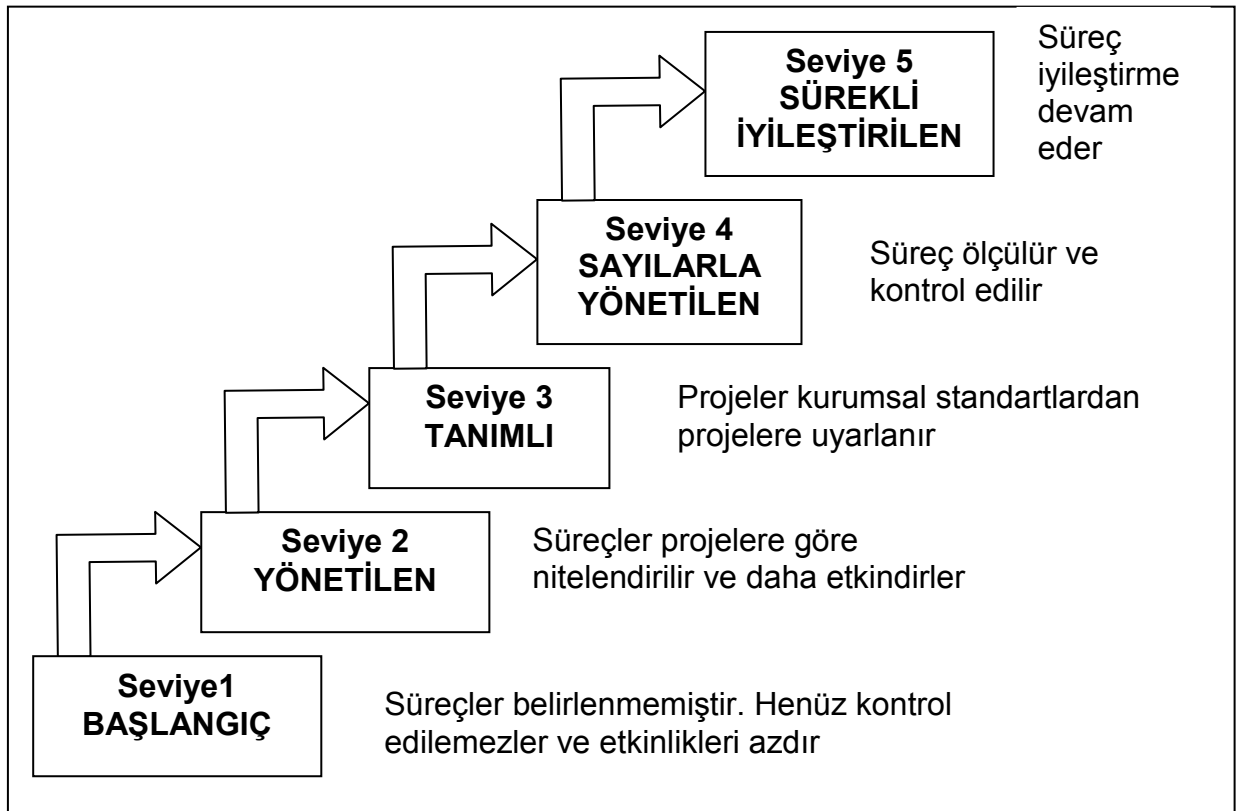 Seviye 5
SÜREKLİ
İYİLEŞTİRİLEN
Süreç
iyileştirme
devam
eder
Seviye 4
SAYILARLA
YÖNETİLEN
Süreç ölçülür ve
kontrol edilir
Seviye 3
TANIMLI
Projeler kurumsal standartlardan
projelere uyarlanır
Seviye 2
YÖNETİLEN
Süreçler projelere göre
nitelendirilir ve daha etkindirler
Seviye1
BAŞLANGIÇ
Süreçler belirlenmemiştir. Henüz kontrol
edilemezler ve etkinlikleri azdır